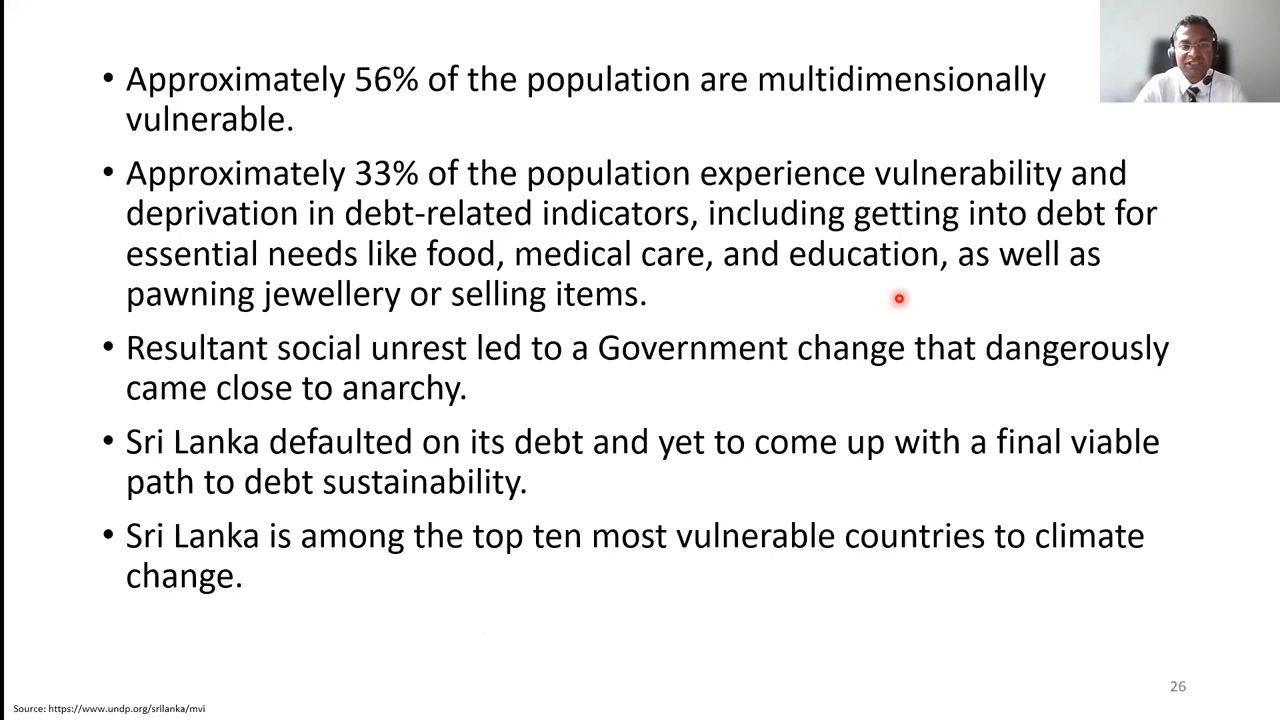 • Approximately 56% of the population are multidimensionally
vulnerable.
• Approximately 33% of the population experience vulnerability and
deprivation in debt-related indicators, including getting into debt for
essential needs like food, medical care, and education, as well as
pawning jewellery or selling items.
• Resultant social unrest led to a Government change that dangerously
came close to anarchy.
• Sri Lanka defaulted on its debt and yet to come up with a final viable
path to debt sustainability.
• Sri Lanka is among the top ten most vulnerable countries to climate
change.
26
Source: https://www.undp.org/srilanka/mvi